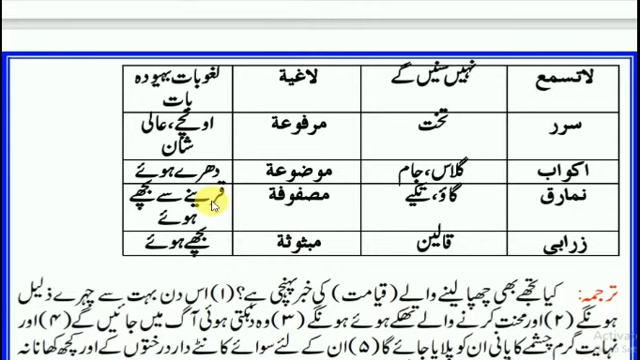 لاتسمع نہیں سنیں گے لاغية لغوبات بیہودہ
بات
سرر تخت مرفوعة اونچے، عالی
شان
اكواب گلاس، جام موضوعة دھرے ہوئے
نمارق گاؤ، تکیے مصفوفة قرینے سے بچھے
ہوئے
زرابی قالین مبثوثة بچھے ہوئے
ترجمہ: کیا تجھے بھی چھپا لینے والے (قیامت) کی خبر پہنچی ہے؟ (۱) اس دن بہت سے چہرے ذلیل
ہونگے (۲) اور محنت کرنے والے تھکے ہوئے ہونگے (۳) وہ دہکتی ہوئی آگ میں جائیں گے (۴) اور
نہایت گرم چشمے کا پانی ان کو پلایا جائے گا (۵) ان کے لئے سوائے کانٹے دار درختوں کے اور کچھ کھانا نہ